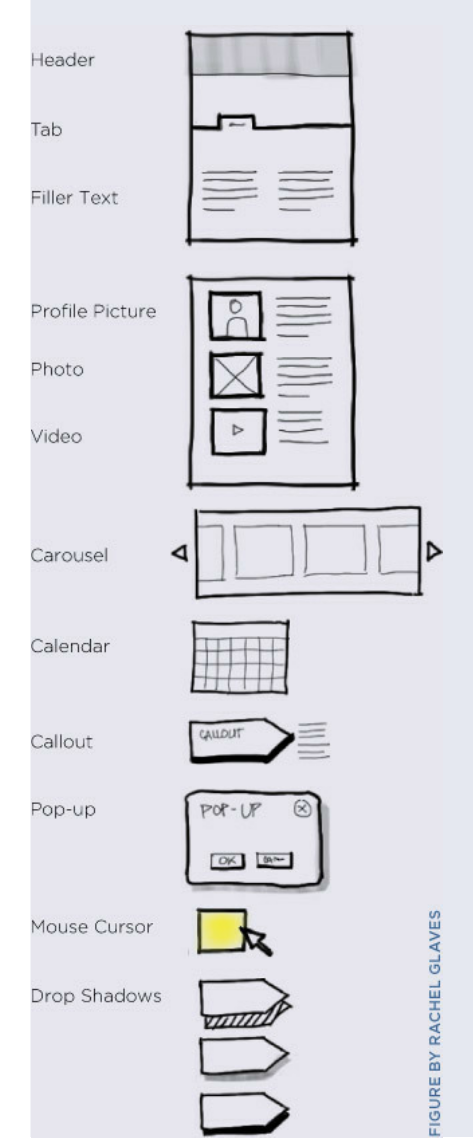 Header
Tab
Filler Text
Profile Picture
Photo
Video
Carousel
Calendar
Callout
CALLOUT
Pop-up
POP-UP
OK
Mouse Cursor
Drop Shadows
FIGURE BY RACHEL GLAVES